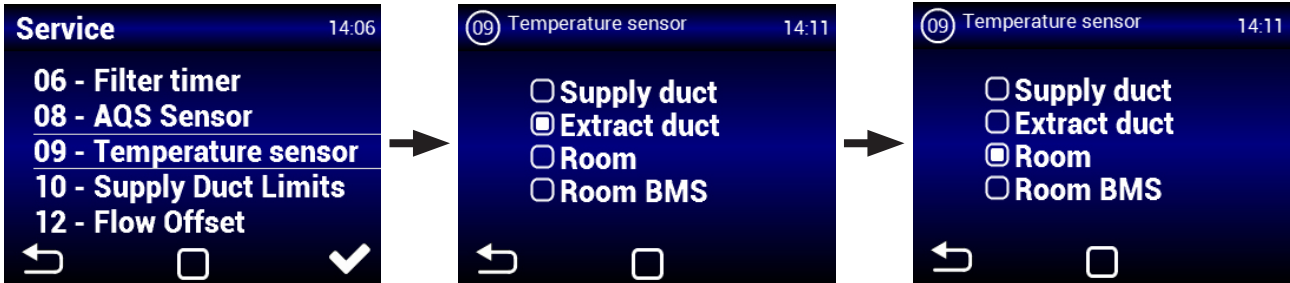 Service 14:06
06 - Filter timer
08 - AQS Sensor
09 - Temperature sensor
10 - Supply Duct Limits
12 - Flow Offset
09 Temperature sensor 14:11
Supply duct
Extract duct
Room
Room BMS
09 Temperature sensor 14:11
Supply duct
Extract duct
Room
Room BMS